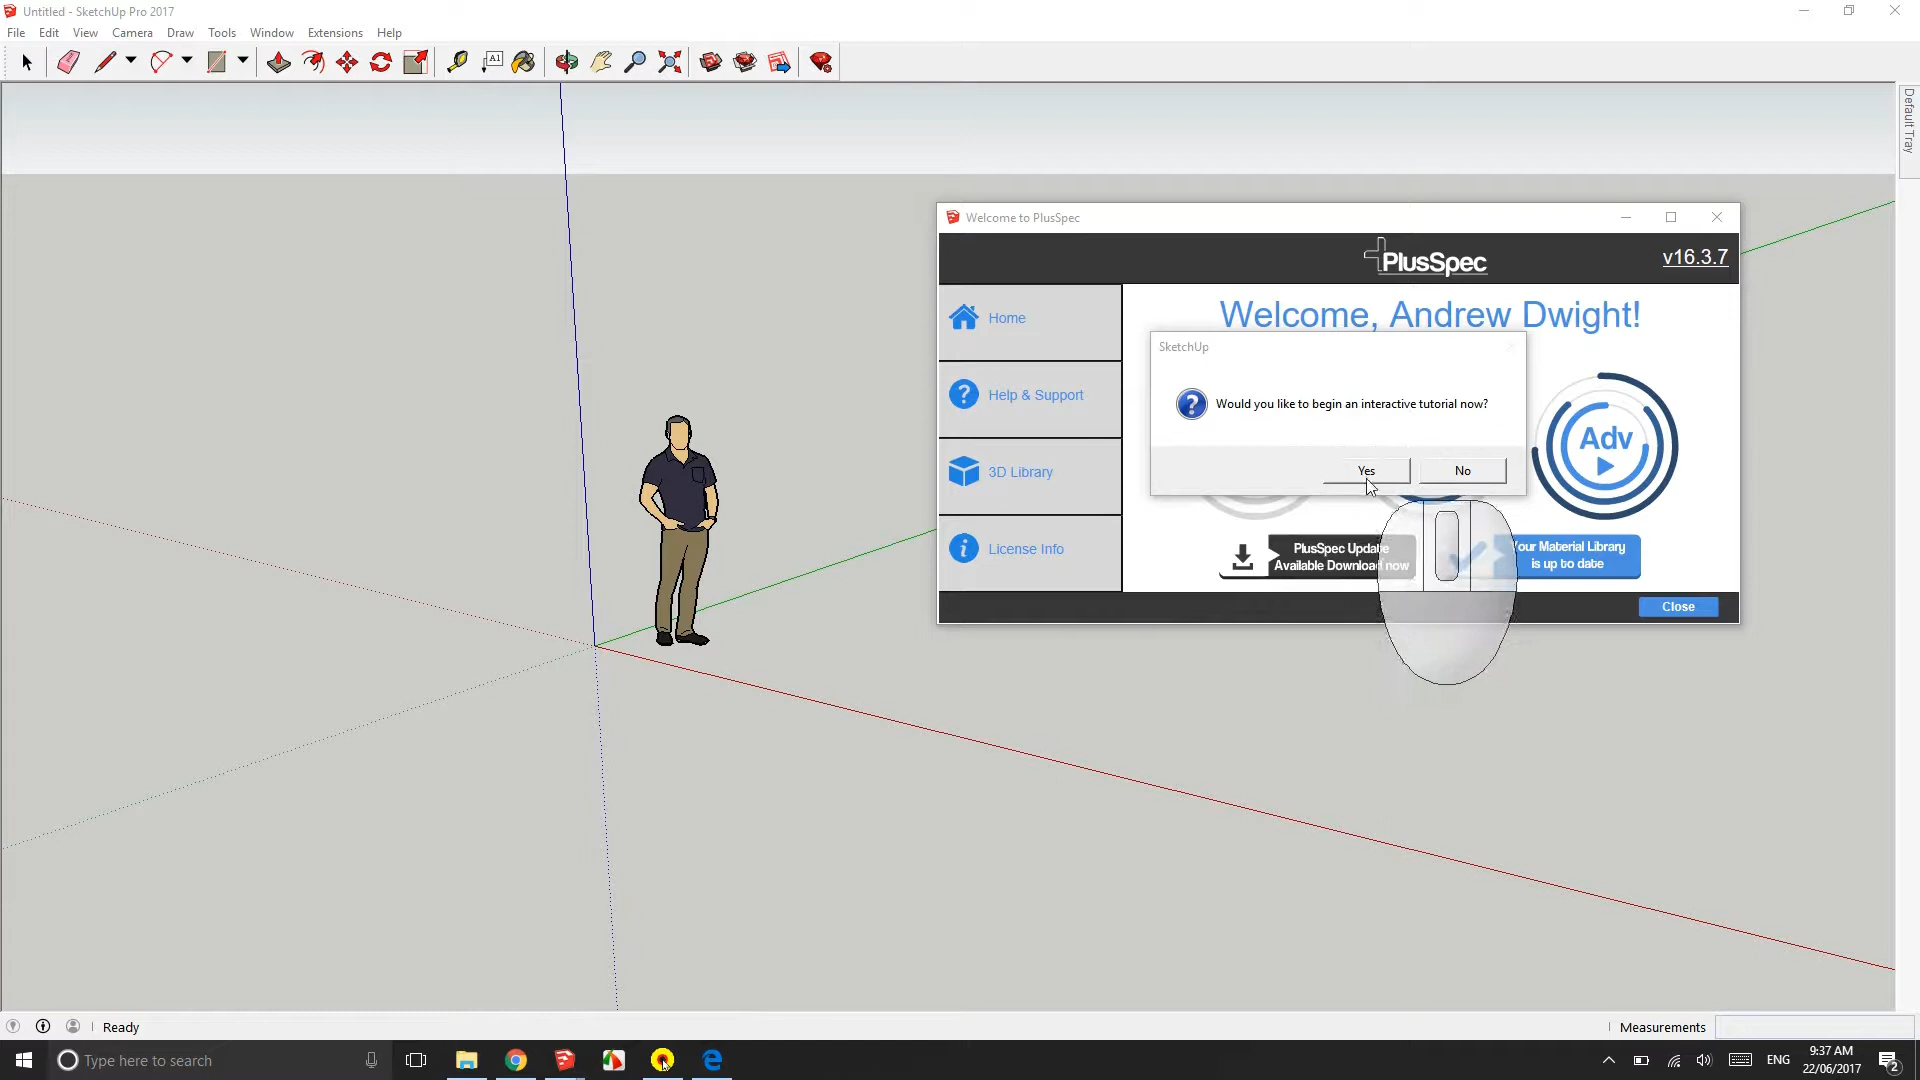 Untitled - SketchUp Pro 2017
File Edit View Camera Draw Tools Window Extensions Help
A1
Default Tray
Welcome to PlusSpec
PlusSpec
v16.3.7
Home
Help & Support
3D Library
License Info
Welcome, Andrew Dwight!
SketchUp
Would you like to begin an interactive tutorial now?
Yes No
Adv
PlusSpec Update
Available Download now
Your Material Library
is up to date
Close
Ready
Measurements
Type here to search
ENG
9:37 AM
22/06/2017
2